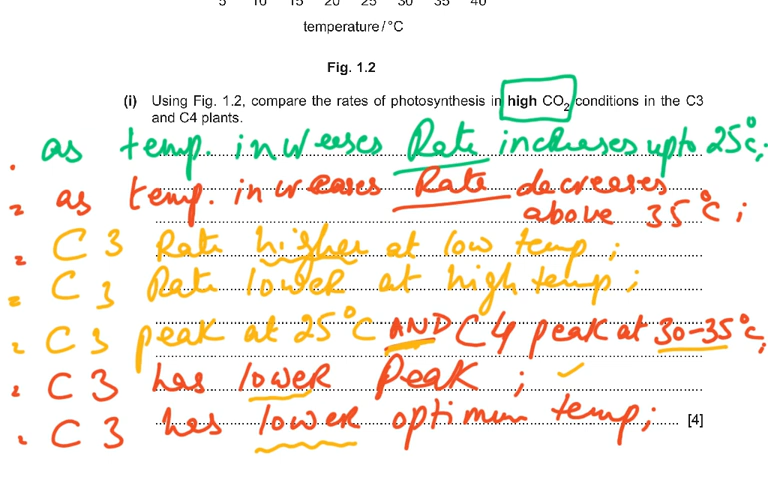 5 10 15 20 25 30 35 40
temperature/°C
Fig. 1.2
(i) Using Fig. 1.2, compare the rates of photosynthesis in high CO₂ conditions in the C3
and C4 plants.
as temp. increases Rate increases upto 25°C;
as temp. increases Rate decreases
above 35°C;
C3 Rate higher at low temp;
C3 Rate lower at high temp;
C3 peak at 25°C AND C4 peak at 30-35°C;
C3 has lower Peak;
C3 has lower optimum temp; [4]